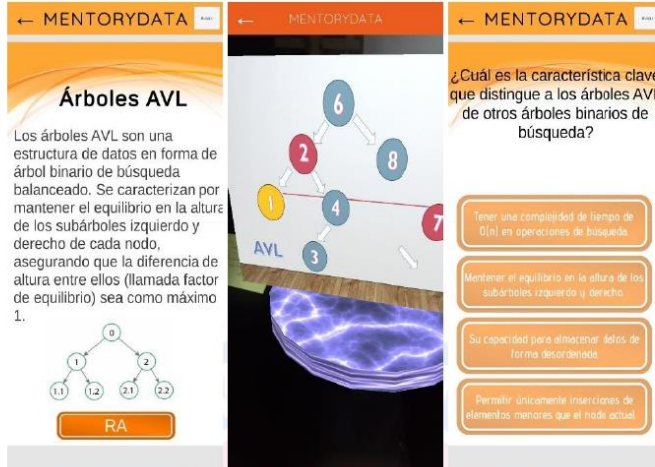 ← MENTORYDATA
Árboles AVL
Los árboles AVL son una
estructura de datos en forma de
árbol binario de búsqueda
balanceado. Se caracterizan por
mantener el equilibrio en la altura
de los subárboles izquierdo y
derecho de cada nodo,
asegurando que la diferencia de
altura entre ellos (llamada factor
de equilibrio) sea como máximo
1.
0
1 2
1.1 1.2 2.1 2.2
RA
← MENTORYDATA
6
2 8
1 4 7
AVL 3
← MENTORYDATA
¿Cuál es la característica clave
que distingue a los árboles AVL
de otros árboles binarios de
búsqueda?
Tener una complejidad de tiempo de
O(n) en operaciones de búsqueda
Mantener el equilibrio en la altura de los
subárboles izquierdo y derecho
Su capacidad para almacenar datos de
forma desordenada
Permitir únicamente inserciones de
elementos menores que el nodo actual